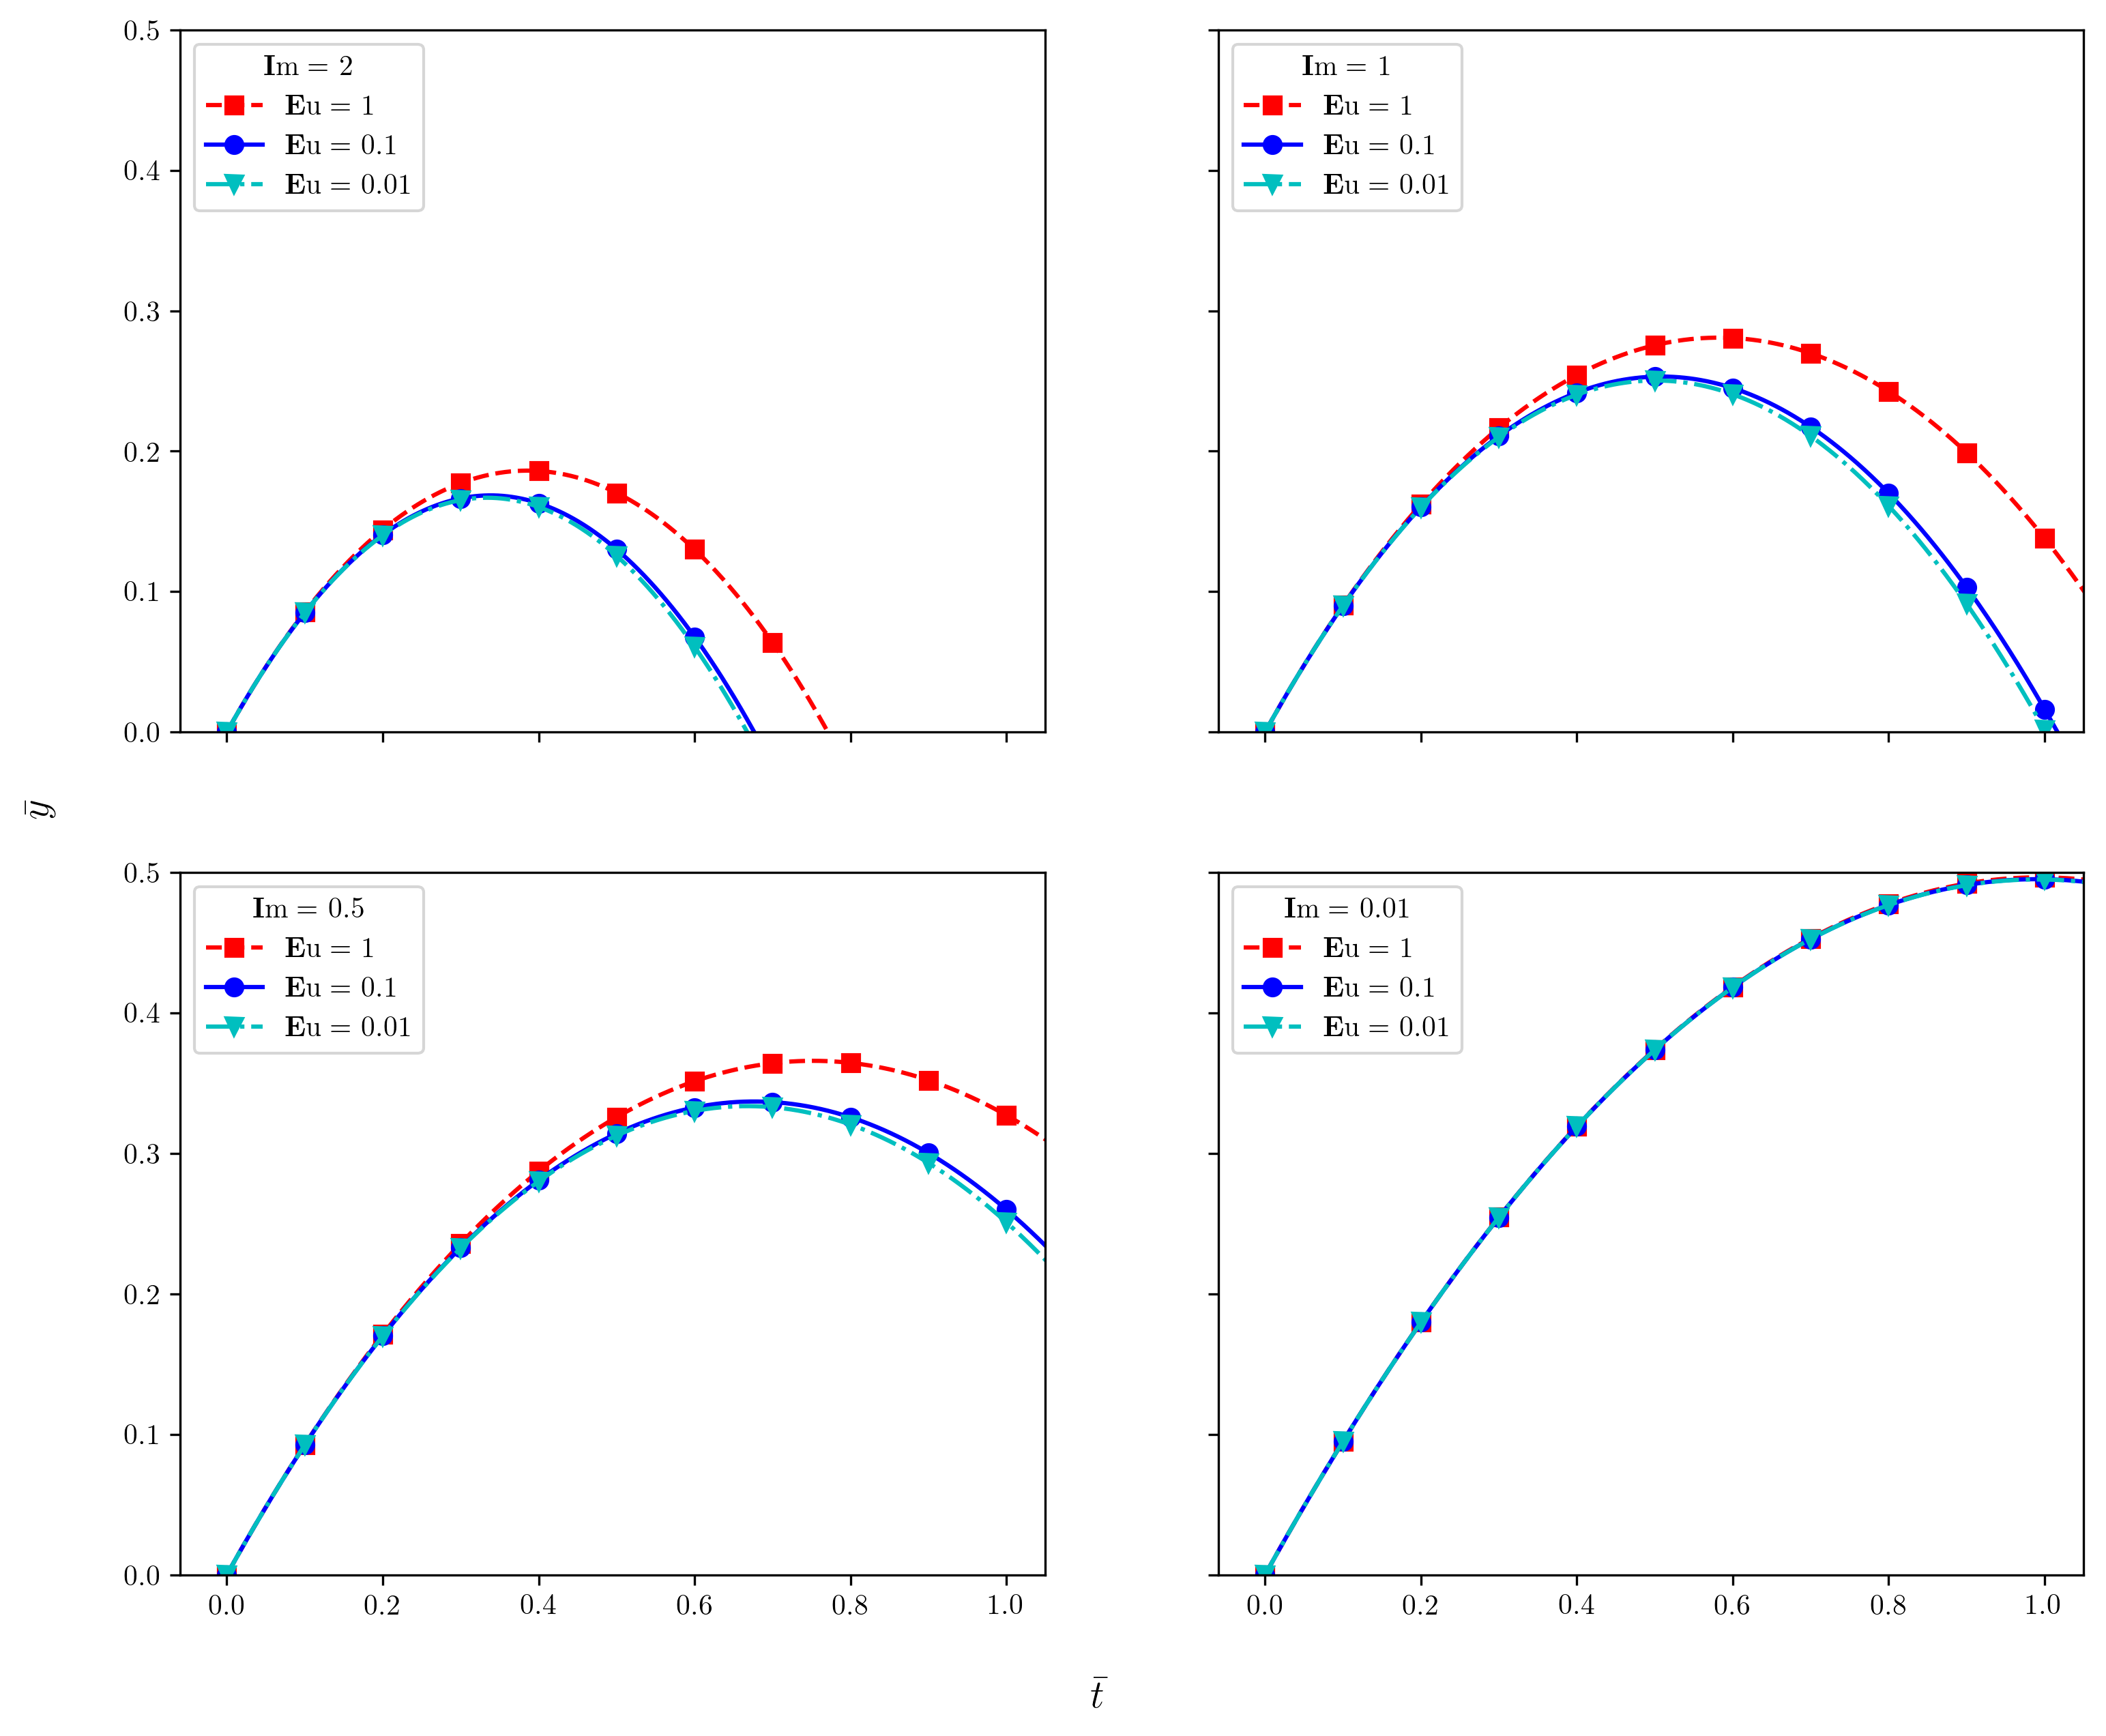 0.5
0.4
0.3
0.2
0.1
0.0
Im = 2
Eu = 1
Eu = 0.1
Eu = 0.01
Im = 1
Eu = 1
Eu = 0.1
Eu = 0.01
ȳ
0.5
0.4
0.3
0.2
0.1
0.0
Im = 0.5
Eu = 1
Eu = 0.1
Eu = 0.01
0.0 0.2 0.4 0.6 0.8 1.0
Im = 0.01
Eu = 1
Eu = 0.1
Eu = 0.01
0.0 0.2 0.4 0.6 0.8 1.0
t̄